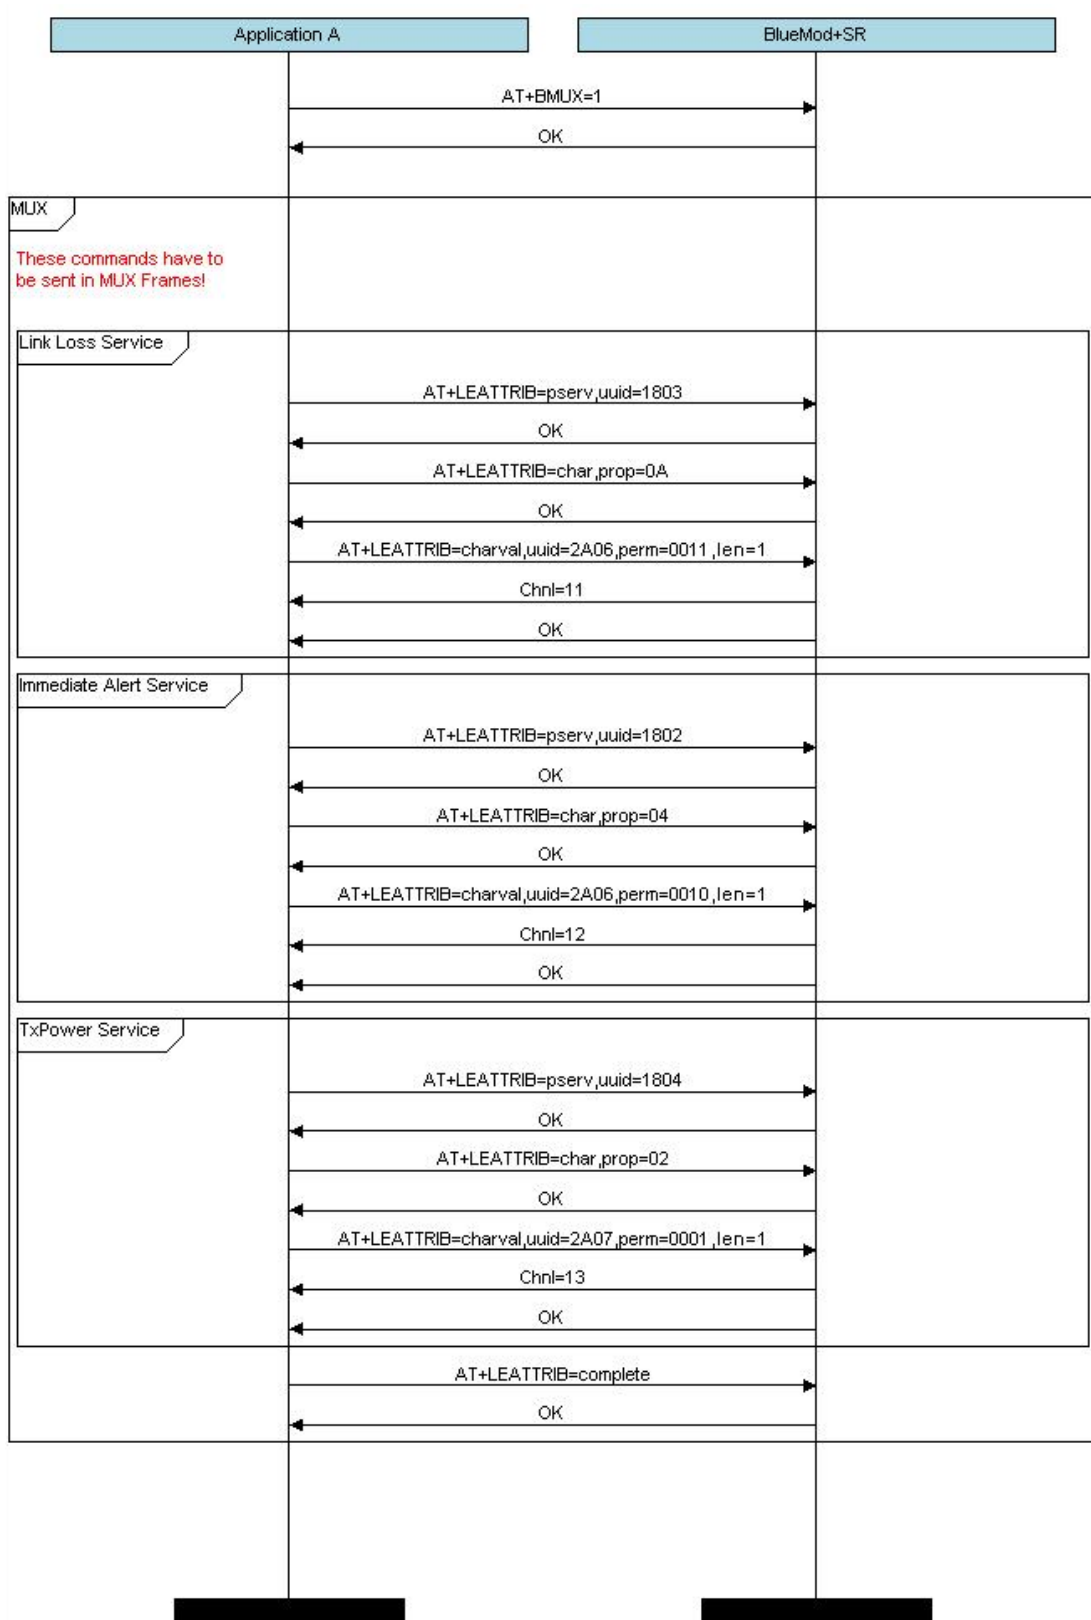 Application A
BlueMod+SR
AT+BMUX=1
OK
MUX
These commands have to
be sent in MUX Frames!
Link Loss Service
AT+LEATTRIB=pserv,uuid=1803
OK
AT+LEATTRIB=char,prop=0A
OK
AT+LEATTRIB=charval,uuid=2A06,perm=0011,len=1
Chnl=11
OK
Immediate Alert Service
AT+LEATTRIB=pserv,uuid=1802
OK
AT+LEATTRIB=char,prop=04
OK
AT+LEATTRIB=charval,uuid=2A06,perm=0010,len=1
Chnl=12
OK
TxPower Service
AT+LEATTRIB=pserv,uuid=1804
OK
AT+LEATTRIB=char,prop=02
OK
AT+LEATTRIB=charval,uuid=2A07,perm=0001,len=1
Chnl=13
OK
AT+LEATTRIB=complete
OK